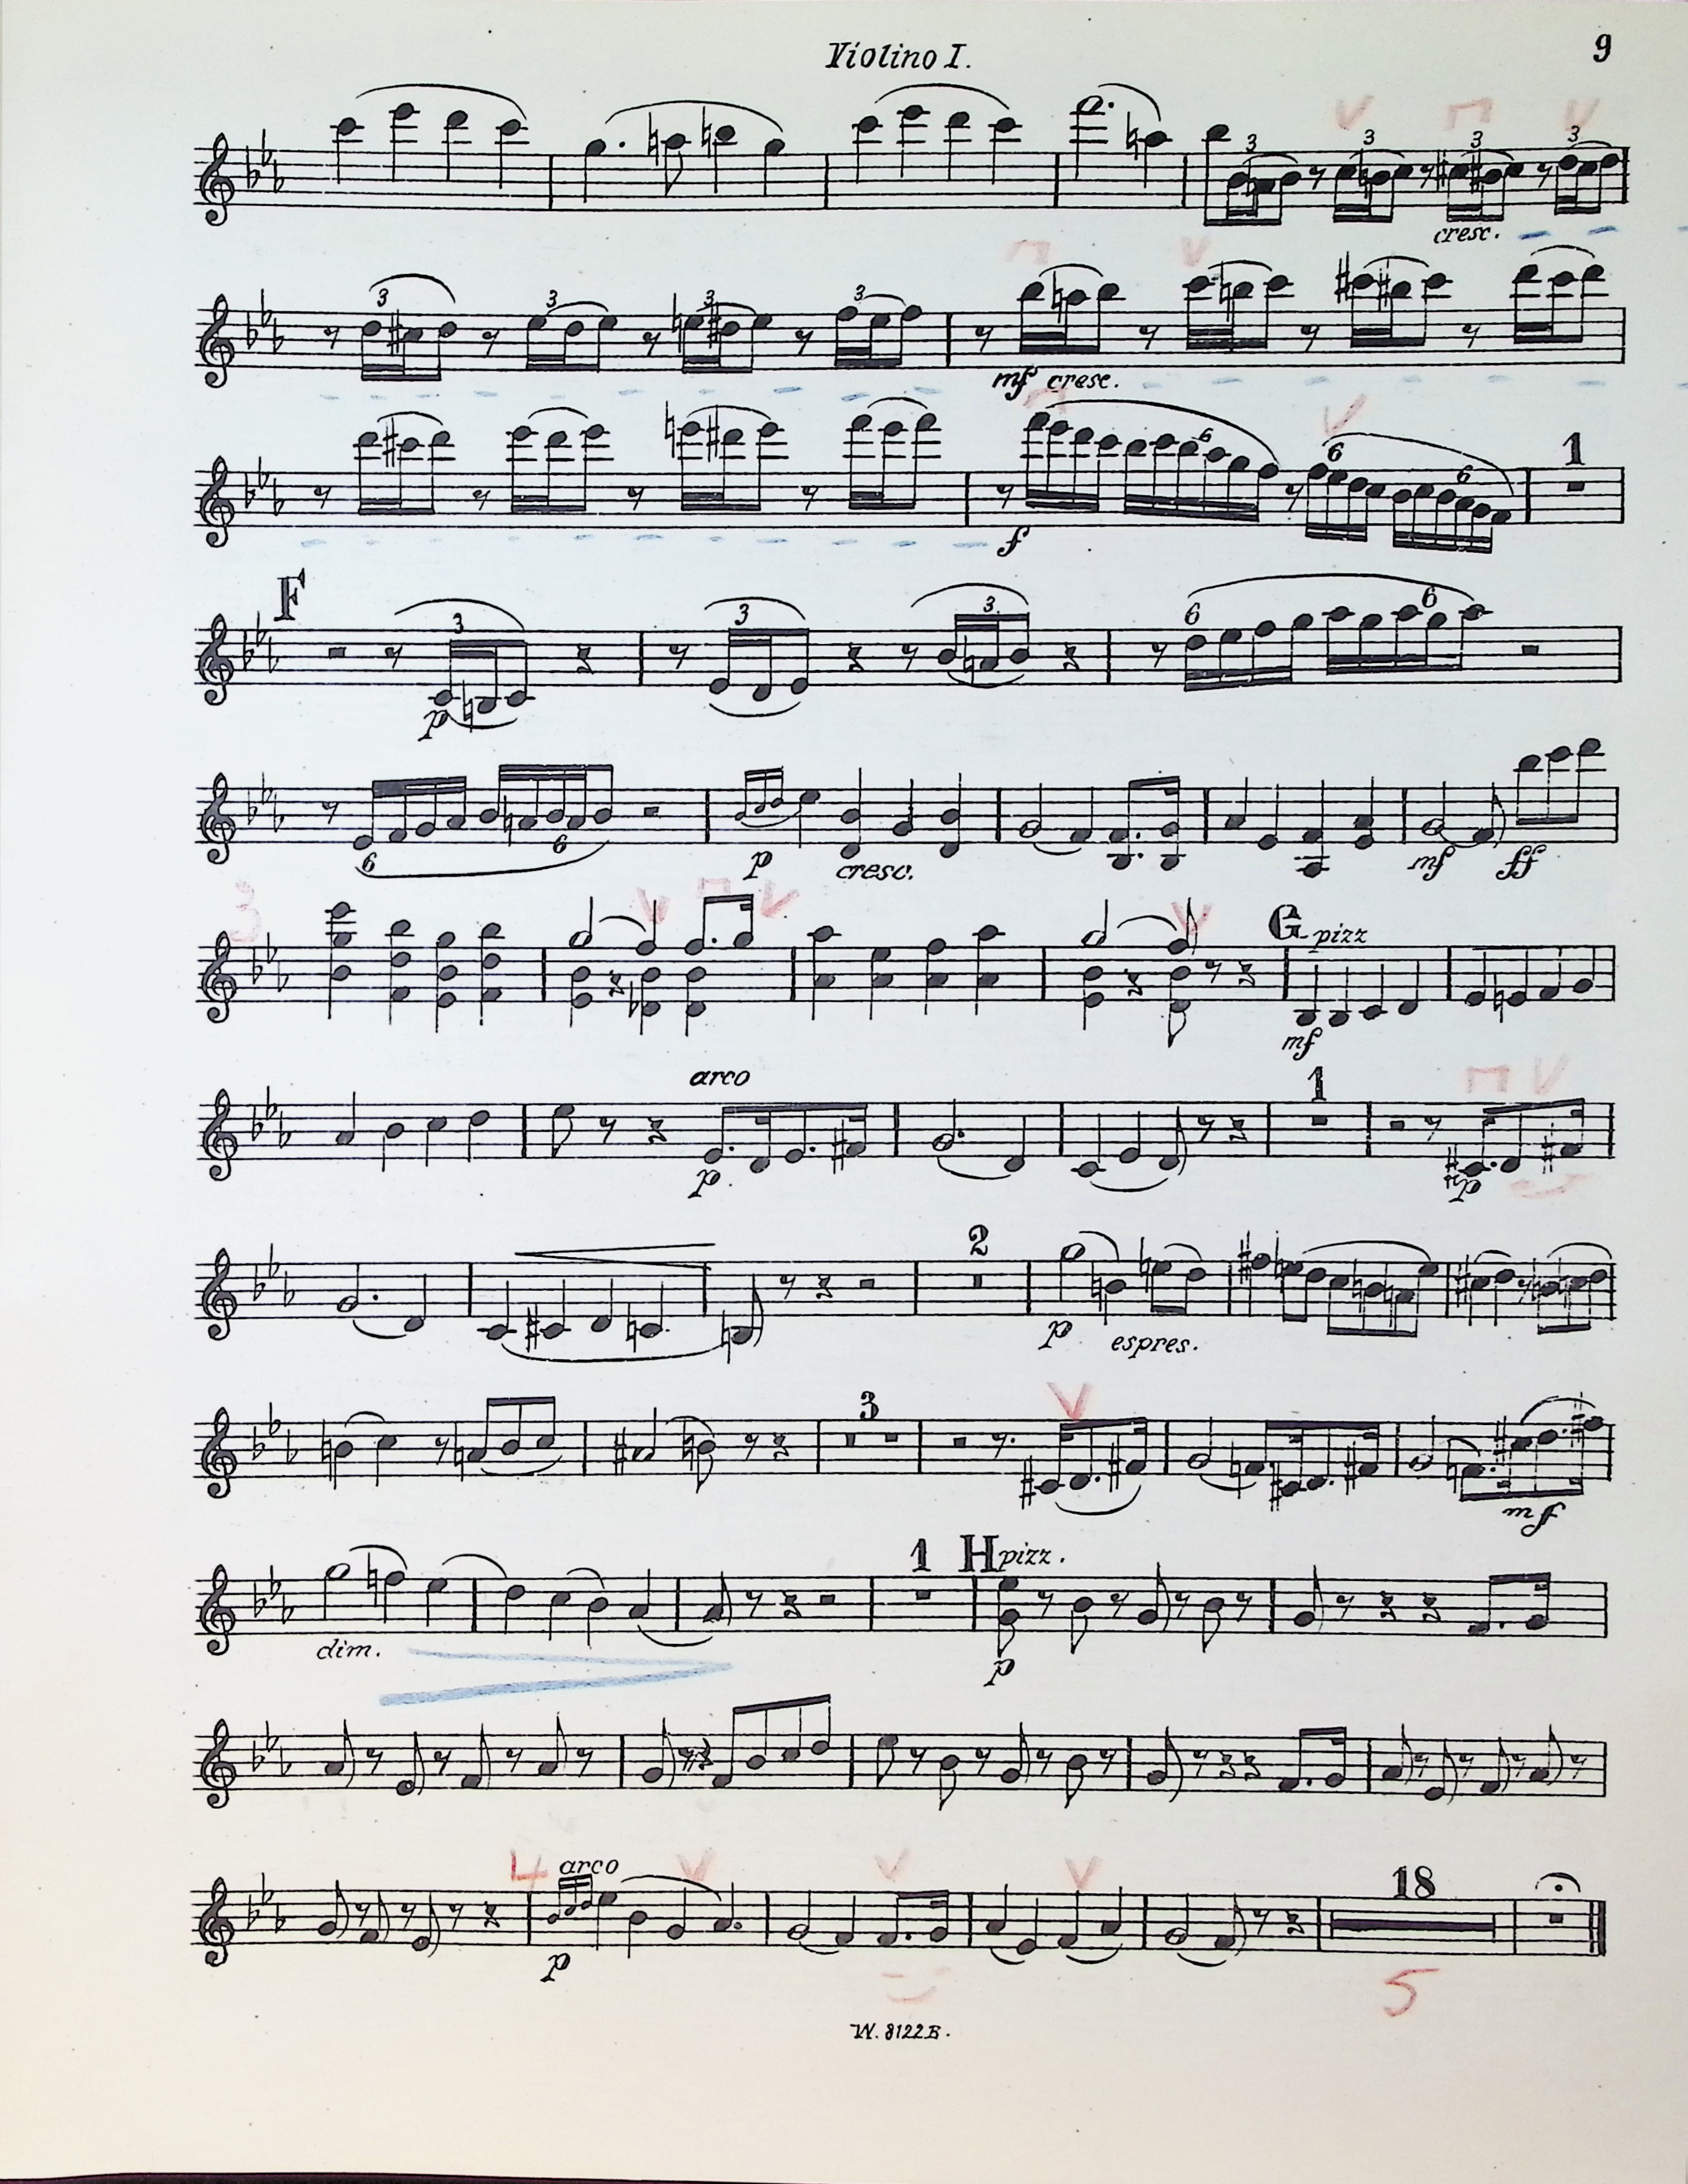 Violino I.
9
3 3 3 3
cresc.
3 3 3 3
mf cresc.
6 6 6 1
f
F
3 3 3 6 6
p
6 6
p cresc. mf ff
3
G pizz
mf
arco 1
p. p
2
p espres.
3
mf
1 H pizz.
dim. p
4 arco 18
p
5
W. 8122 B.